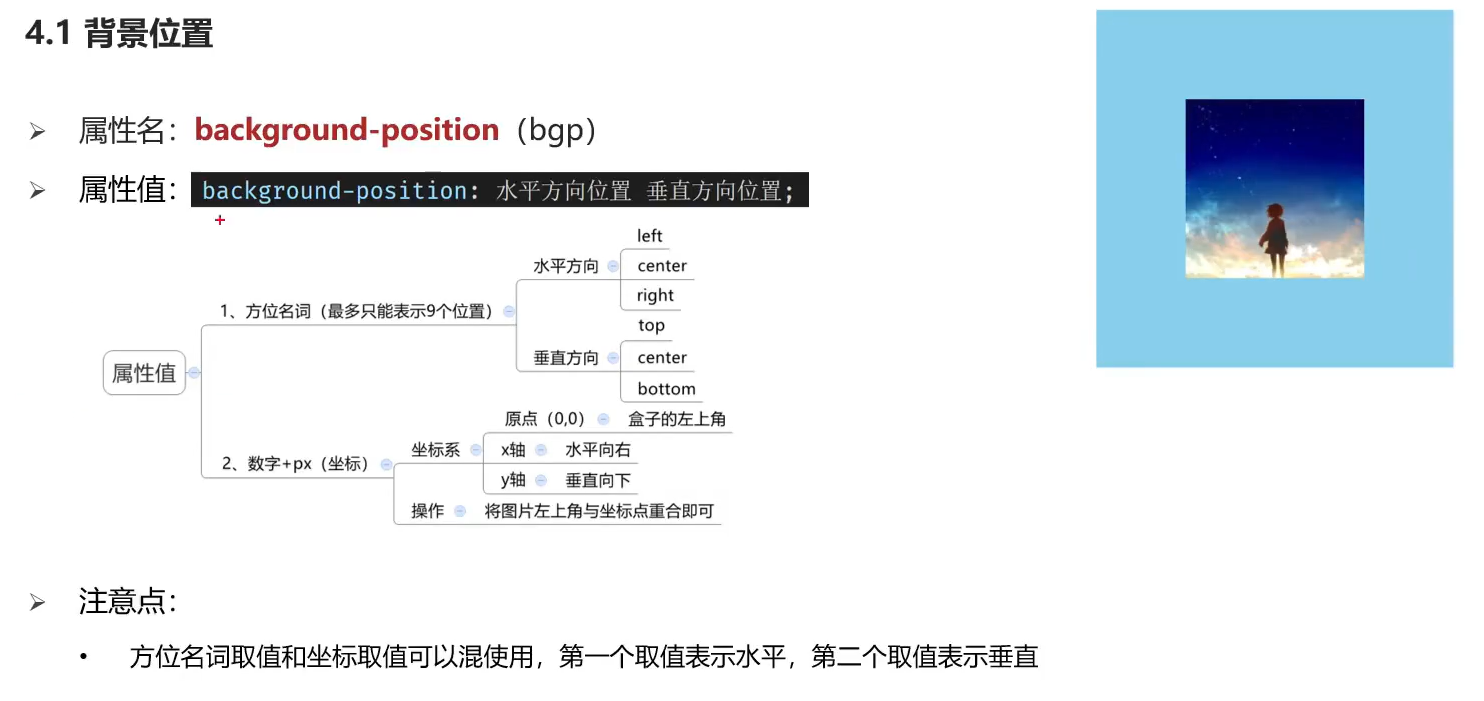 4.1 背景位置
属性名：background-position（bgp）
属性值：background-position: 水平方向位置 垂直方向位置;
属性值
1、方位名词（最多只能表示9个位置）
水平方向
left
center
right
垂直方向
top
center
bottom
2、数字+px（坐标）
坐标系
原点（0,0） 盒子的左上角
x轴 水平向右
y轴 垂直向下
操作 将图片左上角与坐标点重合即可
注意点：
• 方位名词取值和坐标取值可以混使用，第一个取值表示水平，第二个取值表示垂直